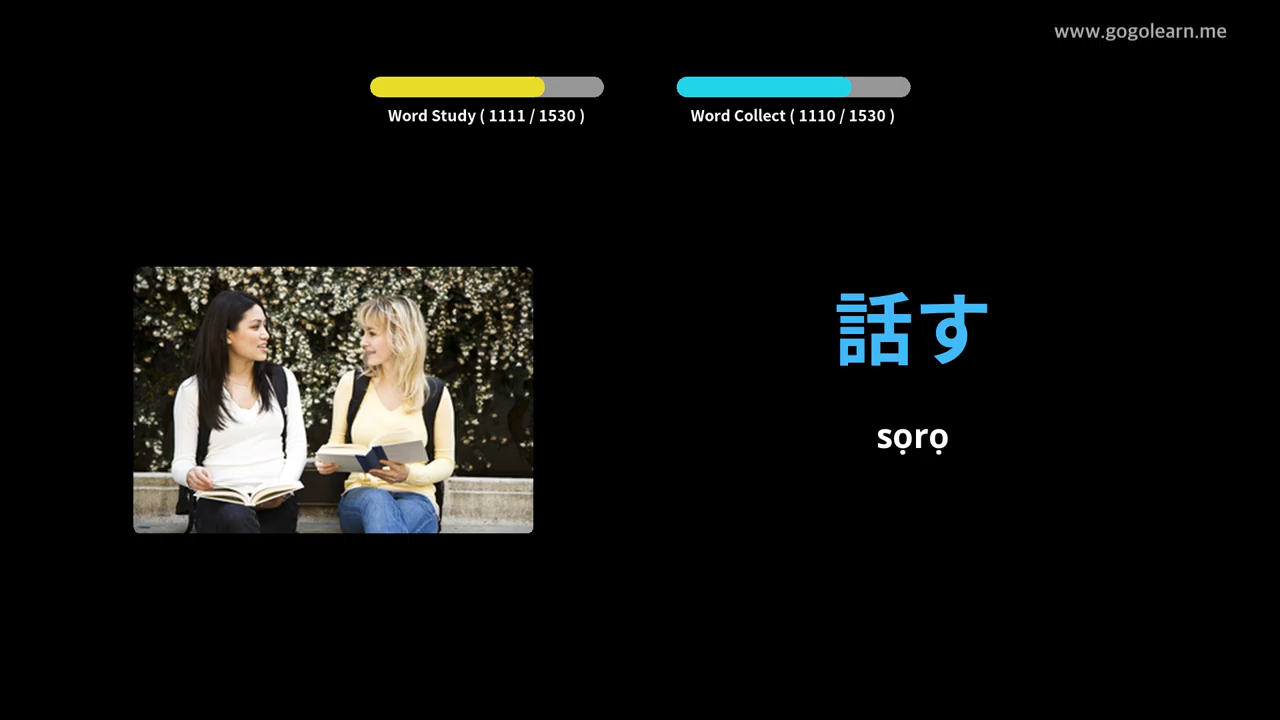 www.gogolearn.me
Word Study ( 1111 / 1530 )
Word Collect ( 1110 / 1530 )
話す
sọrọ